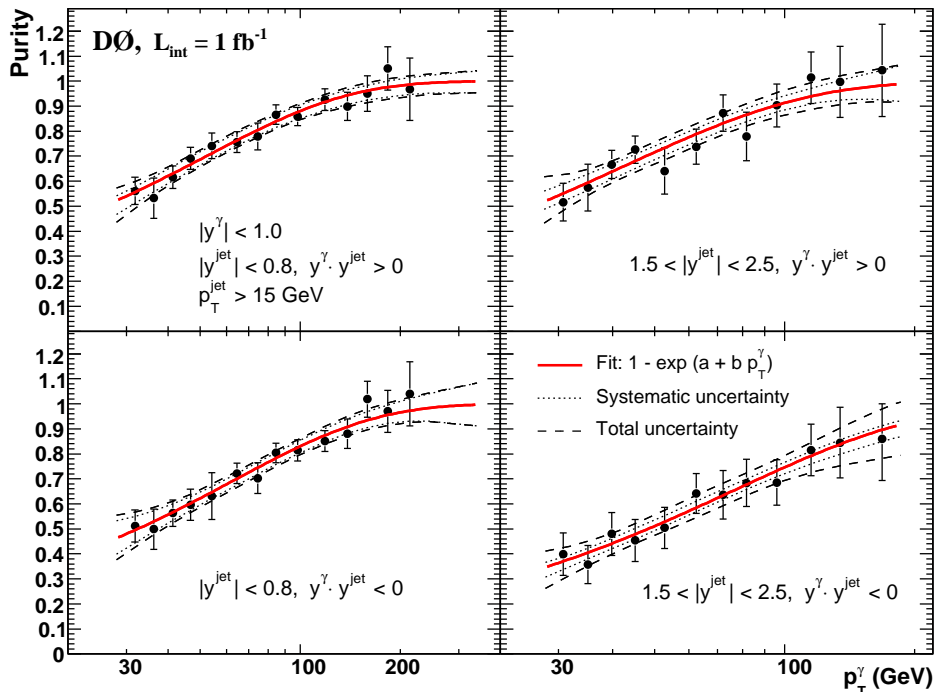 Purity
DØ, L_int = 1 fb^-1
1.2
1
0.9
0.8
0.7
0.6
0.5
0.4
0.3
0.2
0.1
|y^γ| < 1.0
|y^jet| < 0.8, y^γ · y^jet > 0
p_T^jet > 15 GeV
1.5 < |y^jet| < 2.5, y^γ · y^jet > 0
1.2
1
0.9
0.8
0.7
0.6
0.5
0.4
0.3
0.2
0.1
0
|y^jet| < 0.8, y^γ · y^jet < 0
Fit: 1 - exp (a + b p_T^γ)
Systematic uncertainty
Total uncertainty
1.5 < |y^jet| < 2.5, y^γ · y^jet < 0
30 100 200 30 100
p_T^γ (GeV)